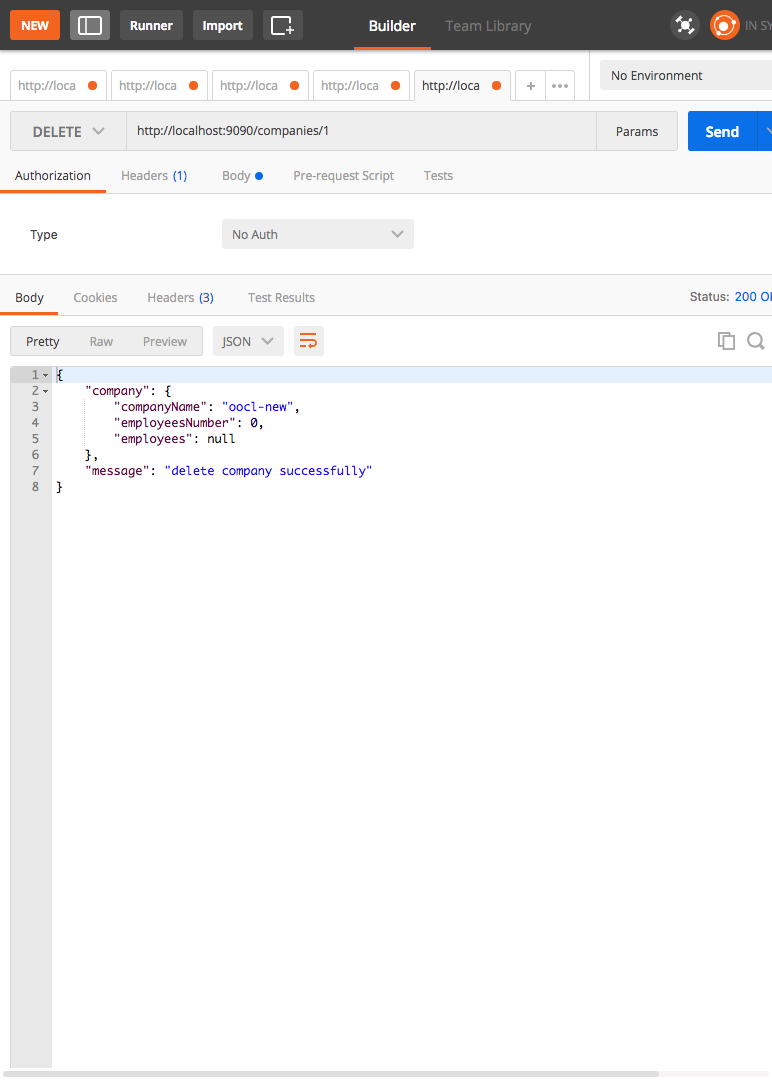 NEW Runner Import Builder Team Library IN SY
http://loca http://loca http://loca http://loca http://loca + ••• No Environment
DELETE http://localhost:9090/companies/1 Params Send
Authorization Headers (1) Body Pre-request Script Tests
Type No Auth
Body Cookies Headers (3) Test Results Status: 200 O
Pretty Raw Preview JSON
1 {
2 "company": {
3 "companyName": "oocl-new",
4 "employeesNumber": 0,
5 "employees": null
6 },
7 "message": "delete company successfully"
8 }